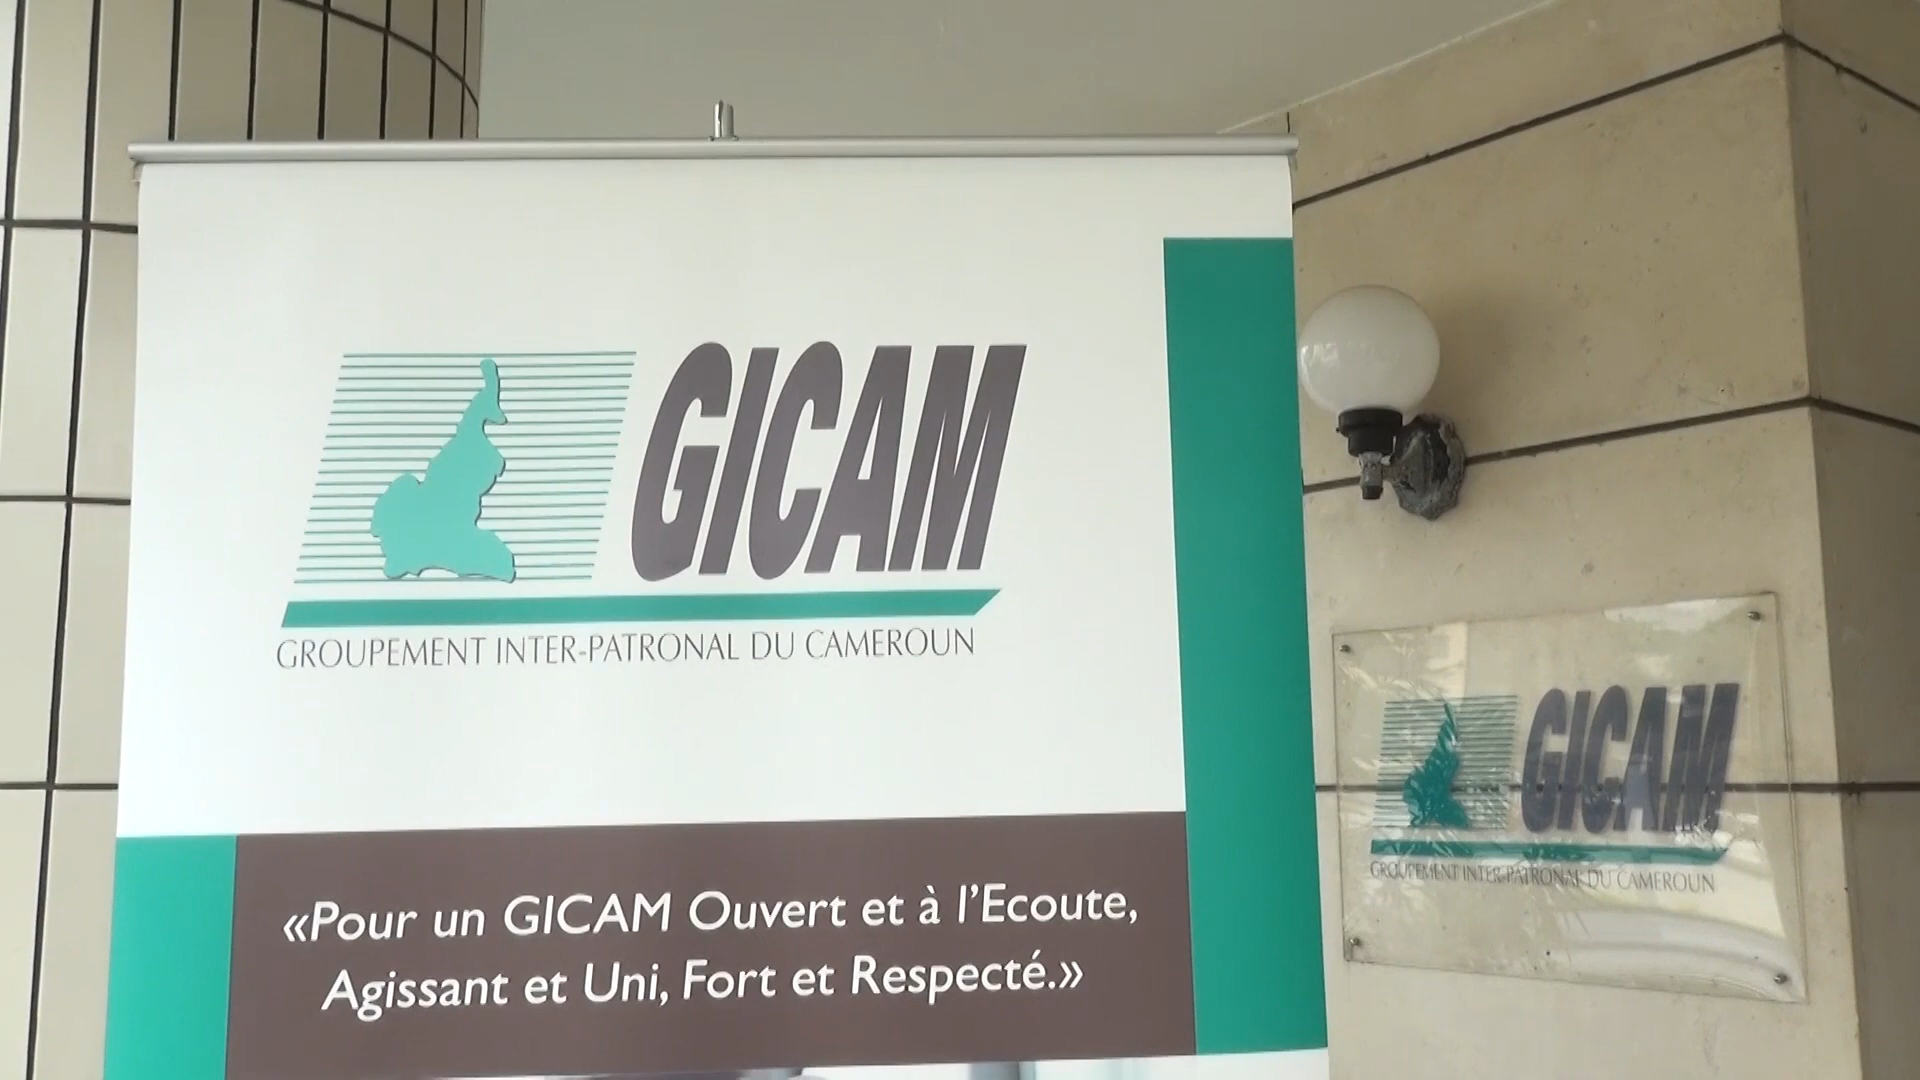 GICAM
GROUPEMENT INTER-PATRONAL DU CAMEROUN
«Pour un GICAM Ouvert et à l'Ecoute,
Agissant et Uni, Fort et Respecté.»
GICAM
GROUPEMENT INTER-PATRONAL DU CAMEROUN